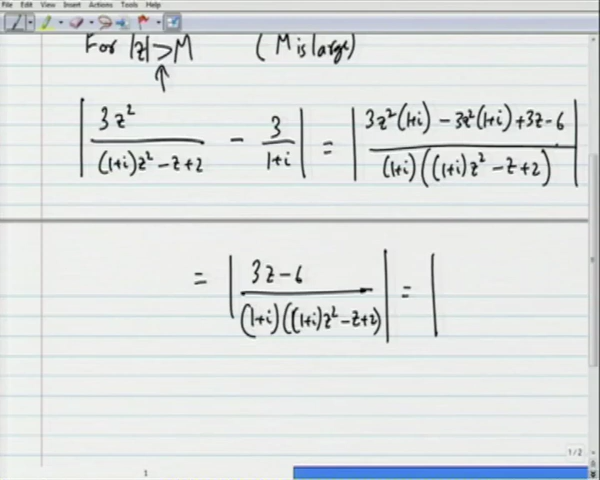 File Edit View Insert Actions Tools Help
For |z| > M (M is large)
↑
| 3z² / ((1+i)z² - z + 2) - 3 / (1+i) | = | (3z²(1+i) - 3z²(1+i) + 3z - 6) / ((1+i)((1+i)z² - z + 2)) |
= | (3z - 6) / ((1+i)((1+i)z² - z + 2)) | = |
1/2
1